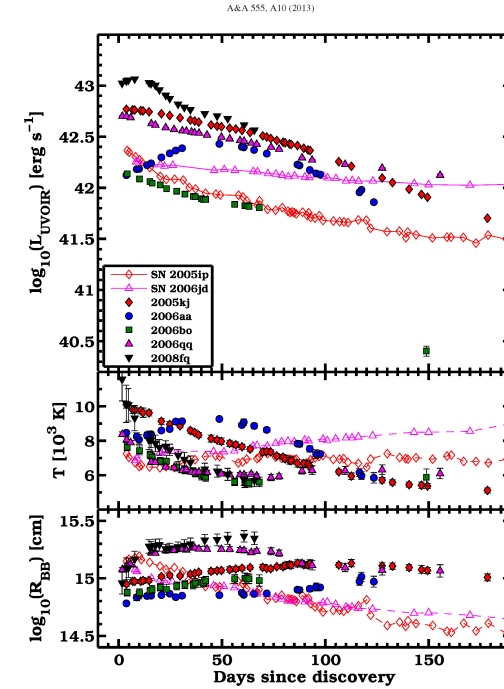 A&A 555, A10 (2013)
log₁₀(L_UVOIR) [erg s⁻¹]
43
42.5
42
41.5
41
40.5
SN 2005ip
SN 2006jd
2005kj
2006aa
2006bo
2006qq
2008fq
T [10³ K]
10
8
6
log₁₀(R_BB) [cm]
15.5
15
14.5
0 50 100 150
Days since discovery